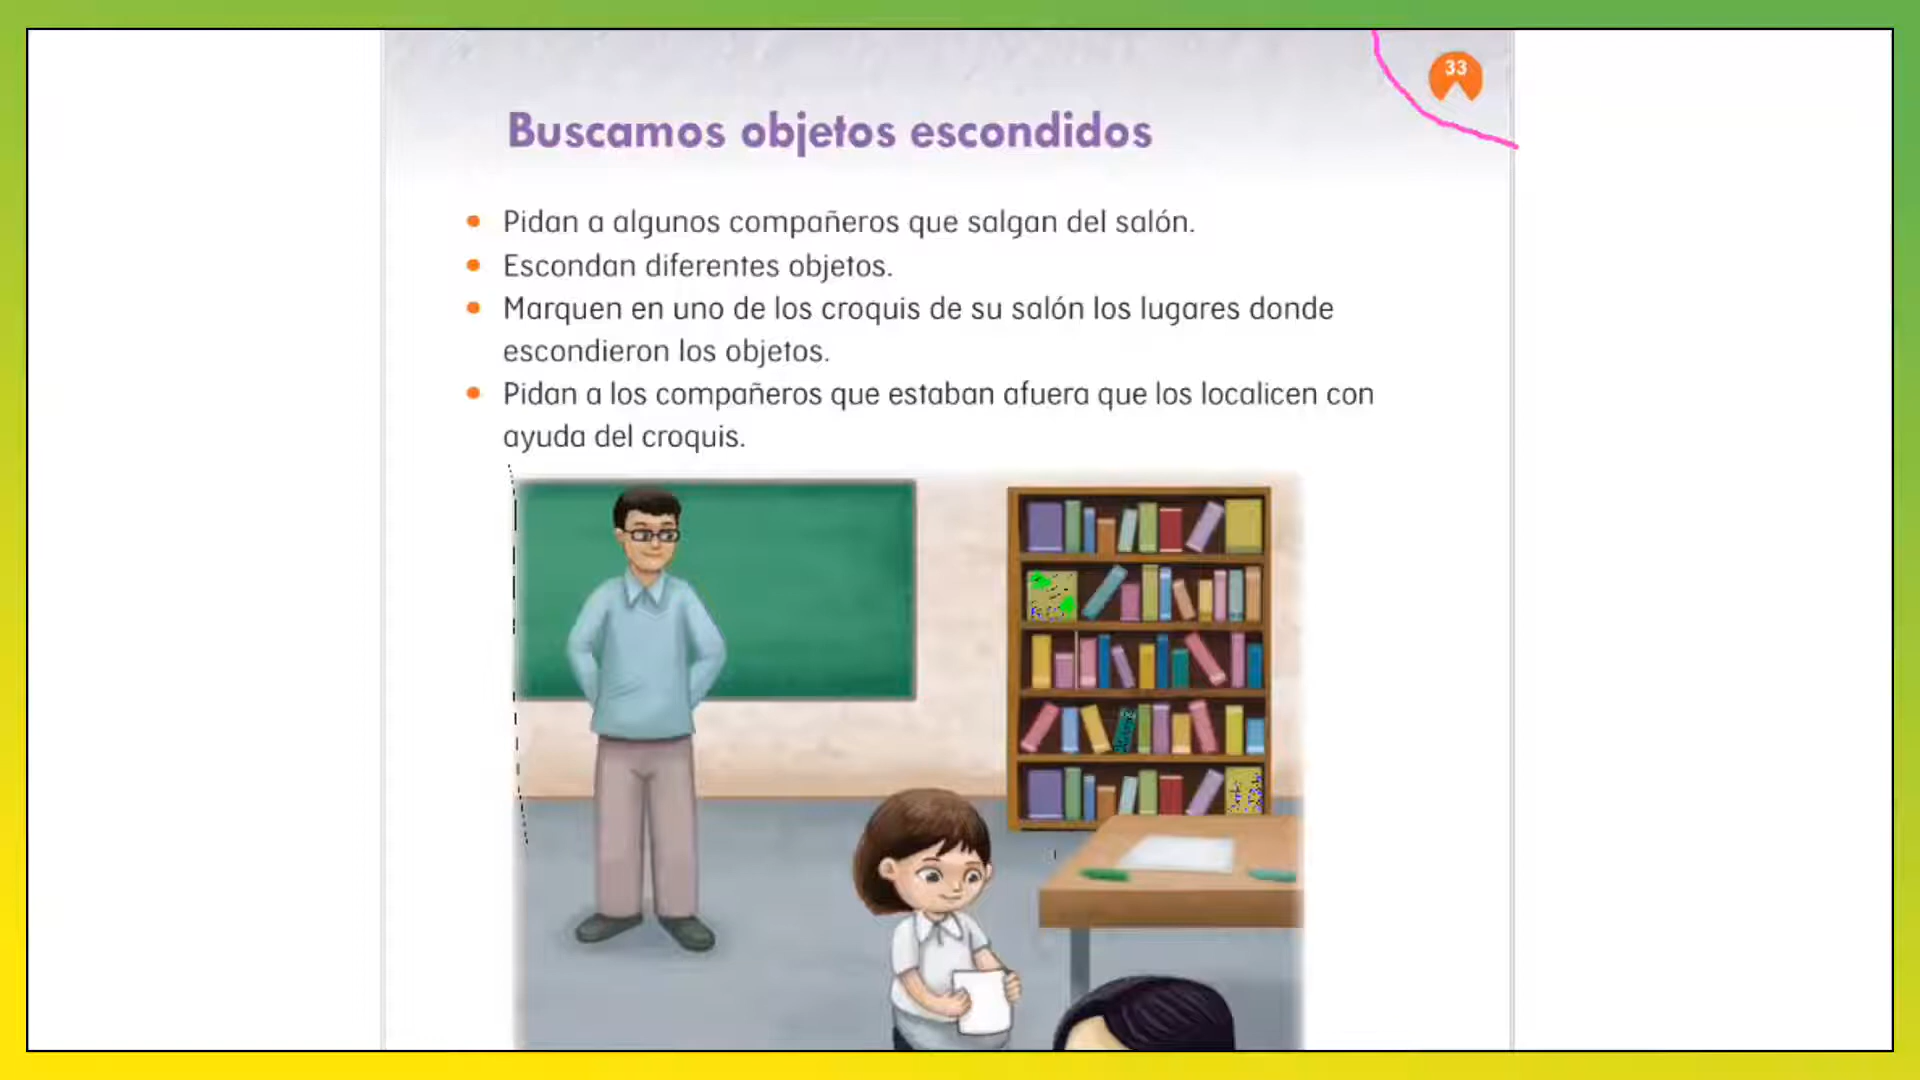 33
Buscamos objetos escondidos
Pidan a algunos compañeros que salgan del salón.
Escondan diferentes objetos.
Marquen en uno de los croquis de su salón los lugares donde
escondieron los objetos.
Pidan a los compañeros que estaban afuera que los localicen con
ayuda del croquis.